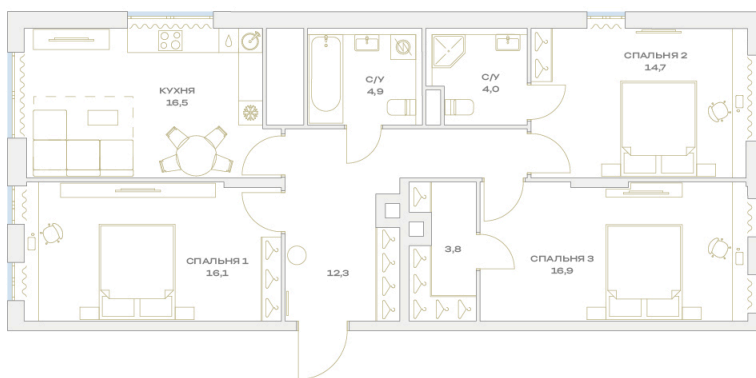 КУХНЯ
16,5
С/У
4,9
С/У
4,0
СПАЛЬНЯ 2
14,7
СПАЛЬНЯ 1
16,1
12,3
3,8
СПАЛЬНЯ 3
16,9